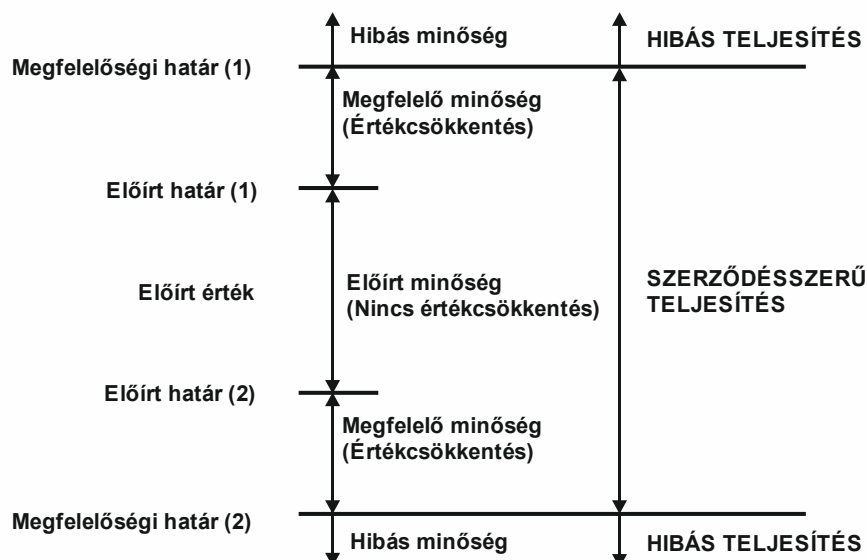 Hibás minőség
HIBÁS TELJESÍTÉS
Megfelelőségi határ (1)
Megfelelő minőség
(Értékcsökkentés)
Előírt határ (1)
Előírt érték
Előírt minőség
(Nincs értékcsökkentés)
SZERZŐDÉSSZERŰ
TELJESÍTÉS
Előírt határ (2)
Megfelelő minőség
(Értékcsökkentés)
Megfelelőségi határ (2)
Hibás minőség
HIBÁS TELJESÍTÉS